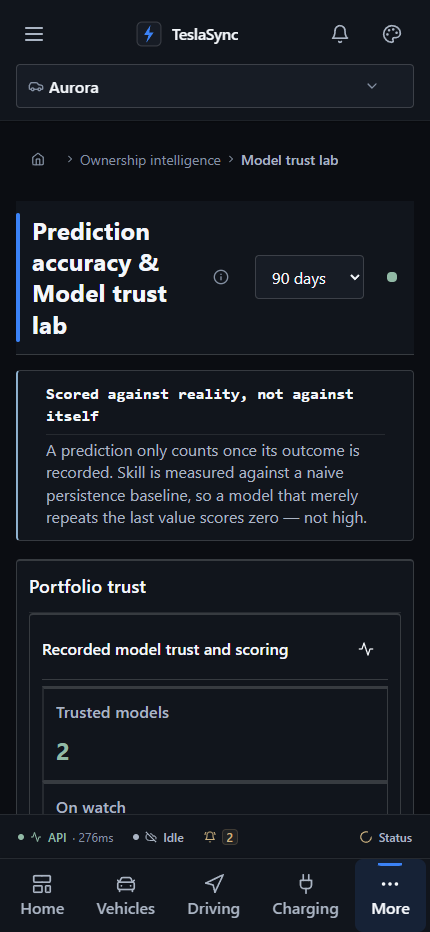 TeslaSync
Aurora
Ownership intelligence
Model trust lab
Prediction
accuracy &
Model trust
lab
90 days
Scored against reality, not against
itself
A prediction only counts once its outcome is
recorded. Skill is measured against a naive
persistence baseline, so a model that merely
repeats the last value scores zero — not high.
Portfolio trust
Recorded model trust and scoring
Trusted models
2
On watch
API · 276ms
Idle
2
Status
Home
Vehicles
Driving
Charging
More